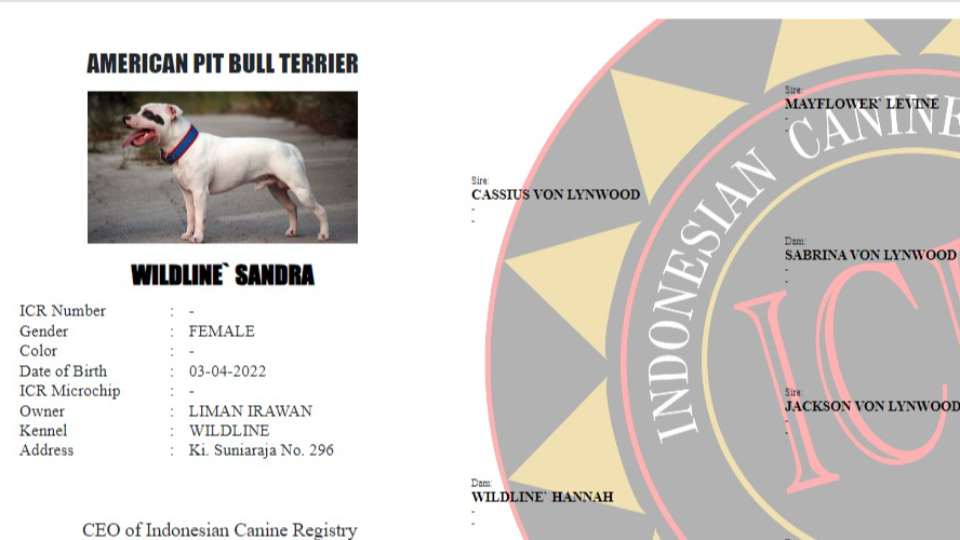 AMERICAN PIT BULL TERRIER
WILDLINE` SANDRA
ICR Number : -
Gender : FEMALE
Color : -
Date of Birth : 03-04-2022
ICR Microchip : -
Owner : LIMAN IRAWAN
Kennel : WILDLINE
Address : Ki. Suniaraja No. 296
CEO of Indonesian Canine Registry
Sire:
CASSIUS VON LYNWOOD
-
-
Dam:
WILDLINE` HANNAH
-
-
Sire:
MAYFLOWER` LEVINE
-
-
Dam:
SABRINA VON LYNWOOD
-
-
Sire:
JACKSON VON LYNWOOD
-
-
INDONESIAN CANINE
IC